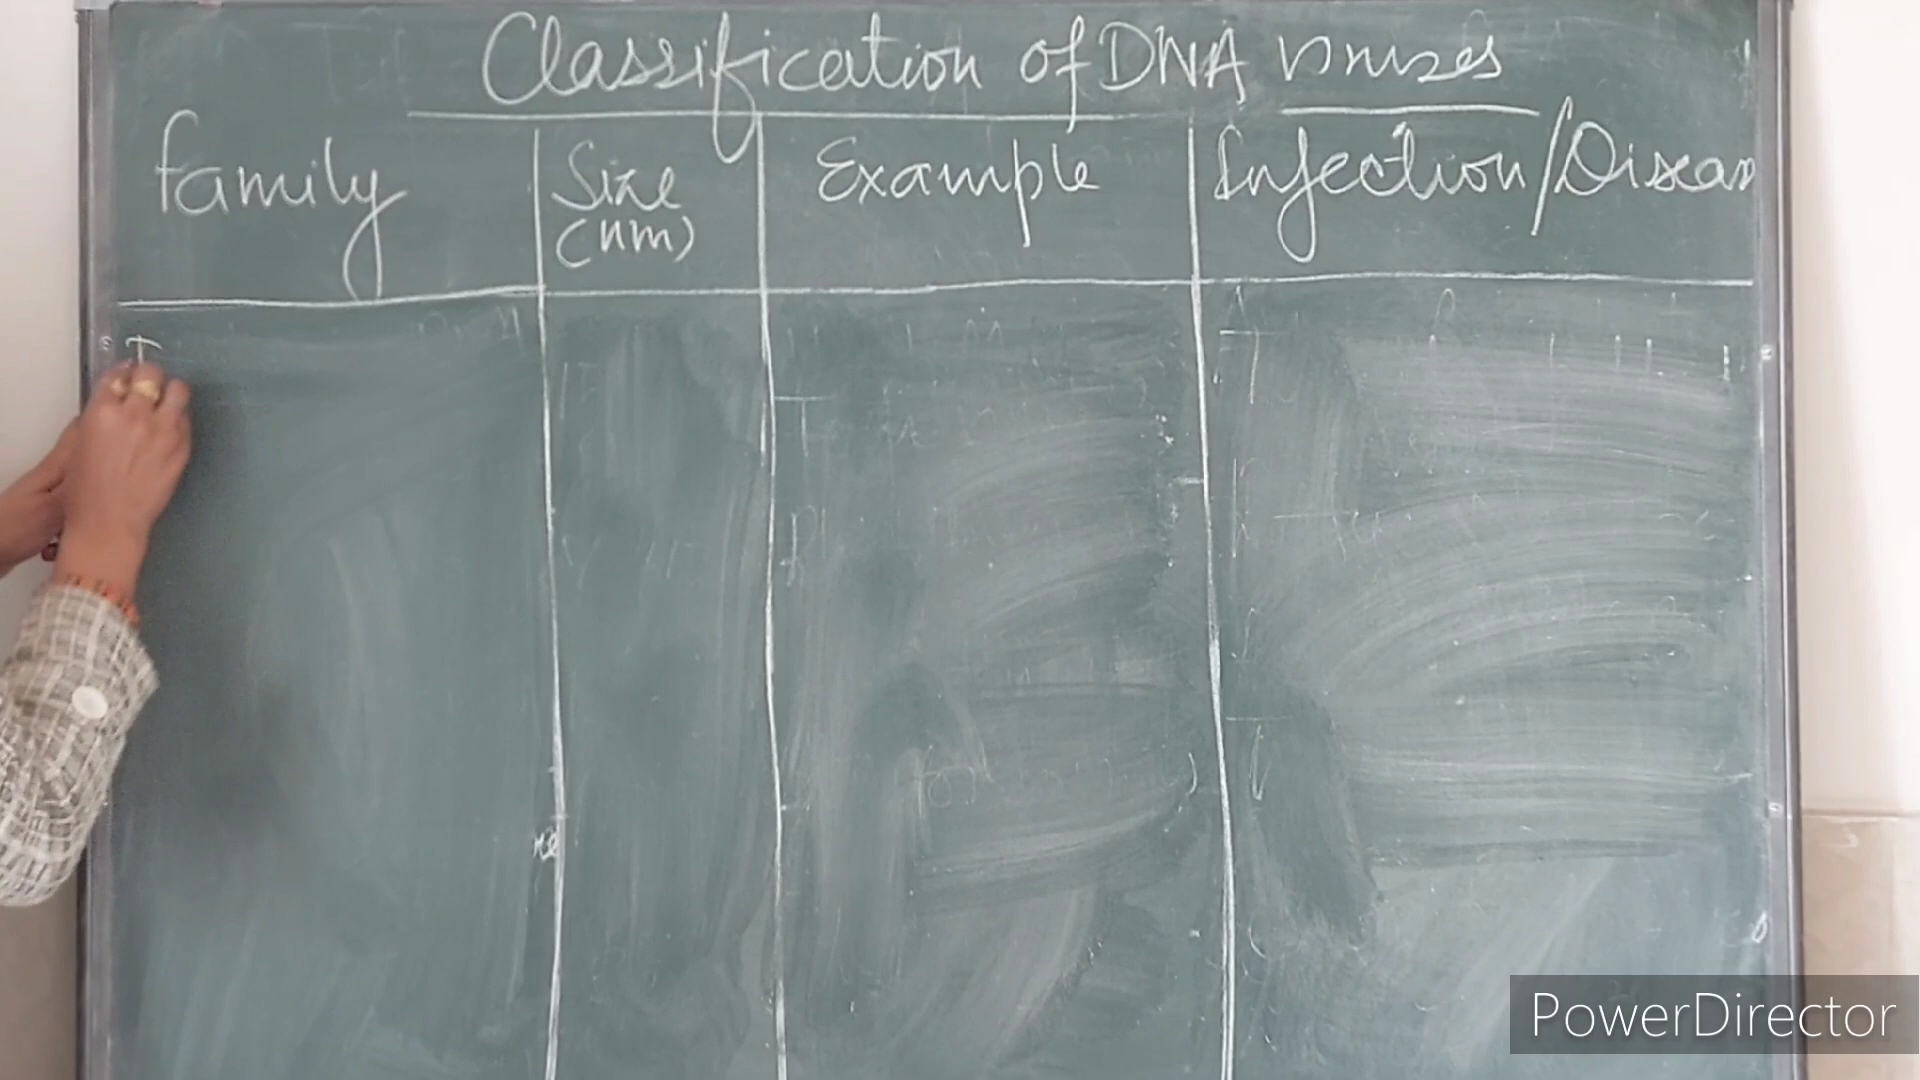 Classification of DNA viruses
Family
Size
(nm)
Example
Infection/Diseas
PowerDirector